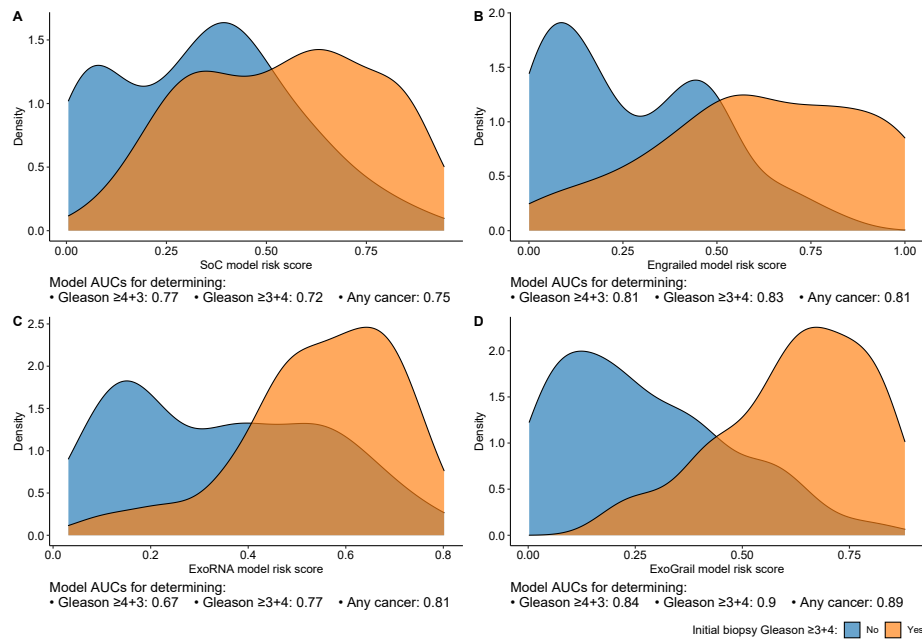 A
1.5
1.0
0.5
0.0
Density
0.00 0.25 0.50 0.75
SoC model risk score
Model AUCs for determining:
• Gleason ≥4+3: 0.77 • Gleason ≥3+4: 0.72 • Any cancer: 0.75
B
2.0
1.5
1.0
0.5
0.0
Density
0.00 0.25 0.50 0.75 1.00
Engrailed model risk score
Model AUCs for determining:
• Gleason ≥4+3: 0.81 • Gleason ≥3+4: 0.83 • Any cancer: 0.81
C
2.5
2.0
1.5
1.0
0.5
0.0
Density
0.0 0.2 0.4 0.6 0.8
ExoRNA model risk score
Model AUCs for determining:
• Gleason ≥4+3: 0.67 • Gleason ≥3+4: 0.77 • Any cancer: 0.81
D
2.0
1.5
1.0
0.5
0.0
Density
0.00 0.25 0.50 0.75
ExoGrail model risk score
Model AUCs for determining:
• Gleason ≥4+3: 0.84 • Gleason ≥3+4: 0.9 • Any cancer: 0.89
Initial biopsy Gleason ≥3+4: No Yes